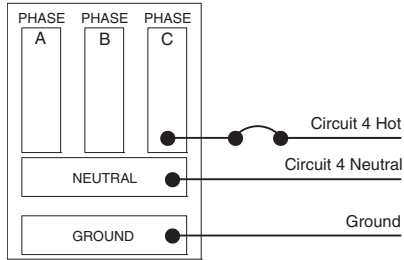 PHASE PHASE PHASE
A B C
Circuit 4 Hot
Circuit 4 Neutral
NEUTRAL
Ground
GROUND